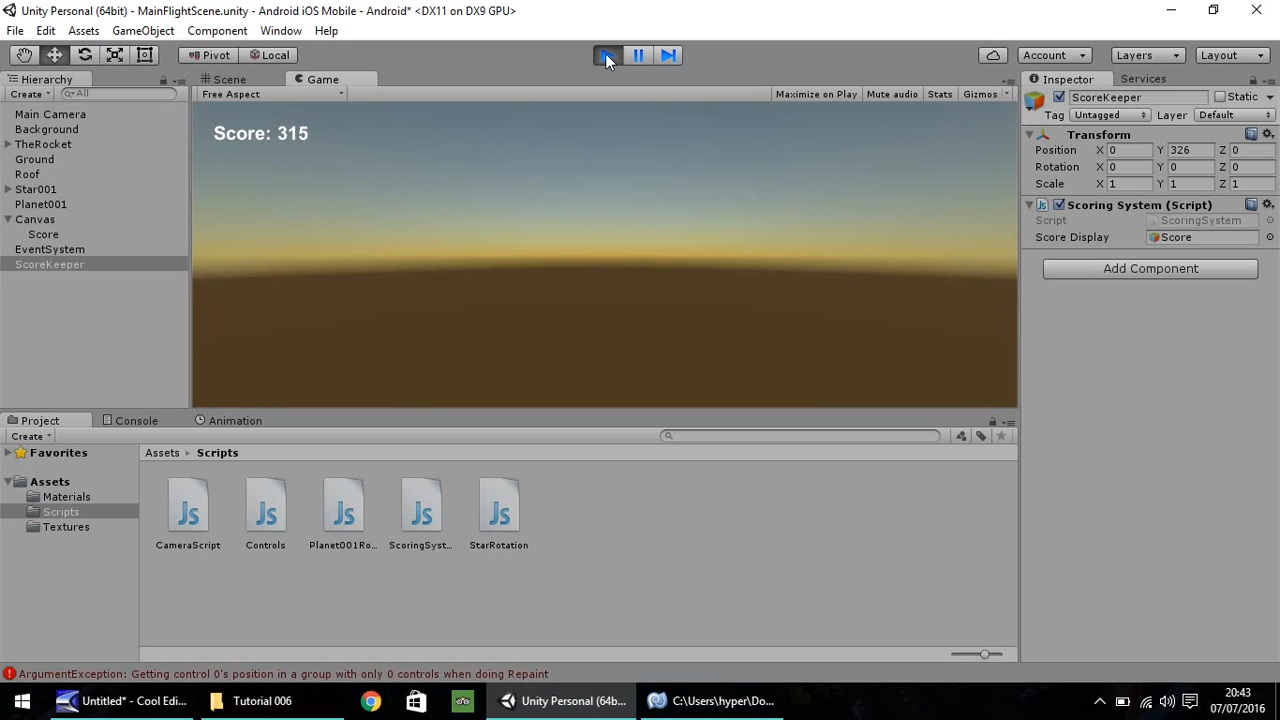 Unity Personal (64bit) - MainFlightScene.unity - Android iOS Mobile - Android* <DX11 on DX9 GPU>
File Edit Assets GameObject Component Window Help
Pivot Local Account Layers Layout
Hierarchy Scene Game Inspector Services
Create All Free Aspect Maximize on Play Mute audio Stats Gizmos ScoreKeeper Static
Tag Untagged Layer Default
Main Camera
Background
TheRocket
Ground
Roof
Star001
Planet001
Canvas
Score
EventSystem
ScoreKeeper
Score: 315
Transform
Position X 0 Y 326 Z 0
Rotation X 0 Y 0 Z 0
Scale X 1 Y 1 Z 1
Js Scoring System (Script)
Script ScoringSystem
Score Display Score
Add Component
Project Console Animation
Create
Favorites
Assets
Materials
Scripts
Textures
Assets Scripts
Js Js Js Js Js
CameraScript Controls Planet001Ro... ScoringSyst... StarRotation
ArgumentException: Getting control 0's position in a group with only 0 controls when doing Repaint
Untitled* - Cool Edi... Tutorial 006 Unity Personal (64b... C:\Users\hyper\Do...
20:43
07/07/2016